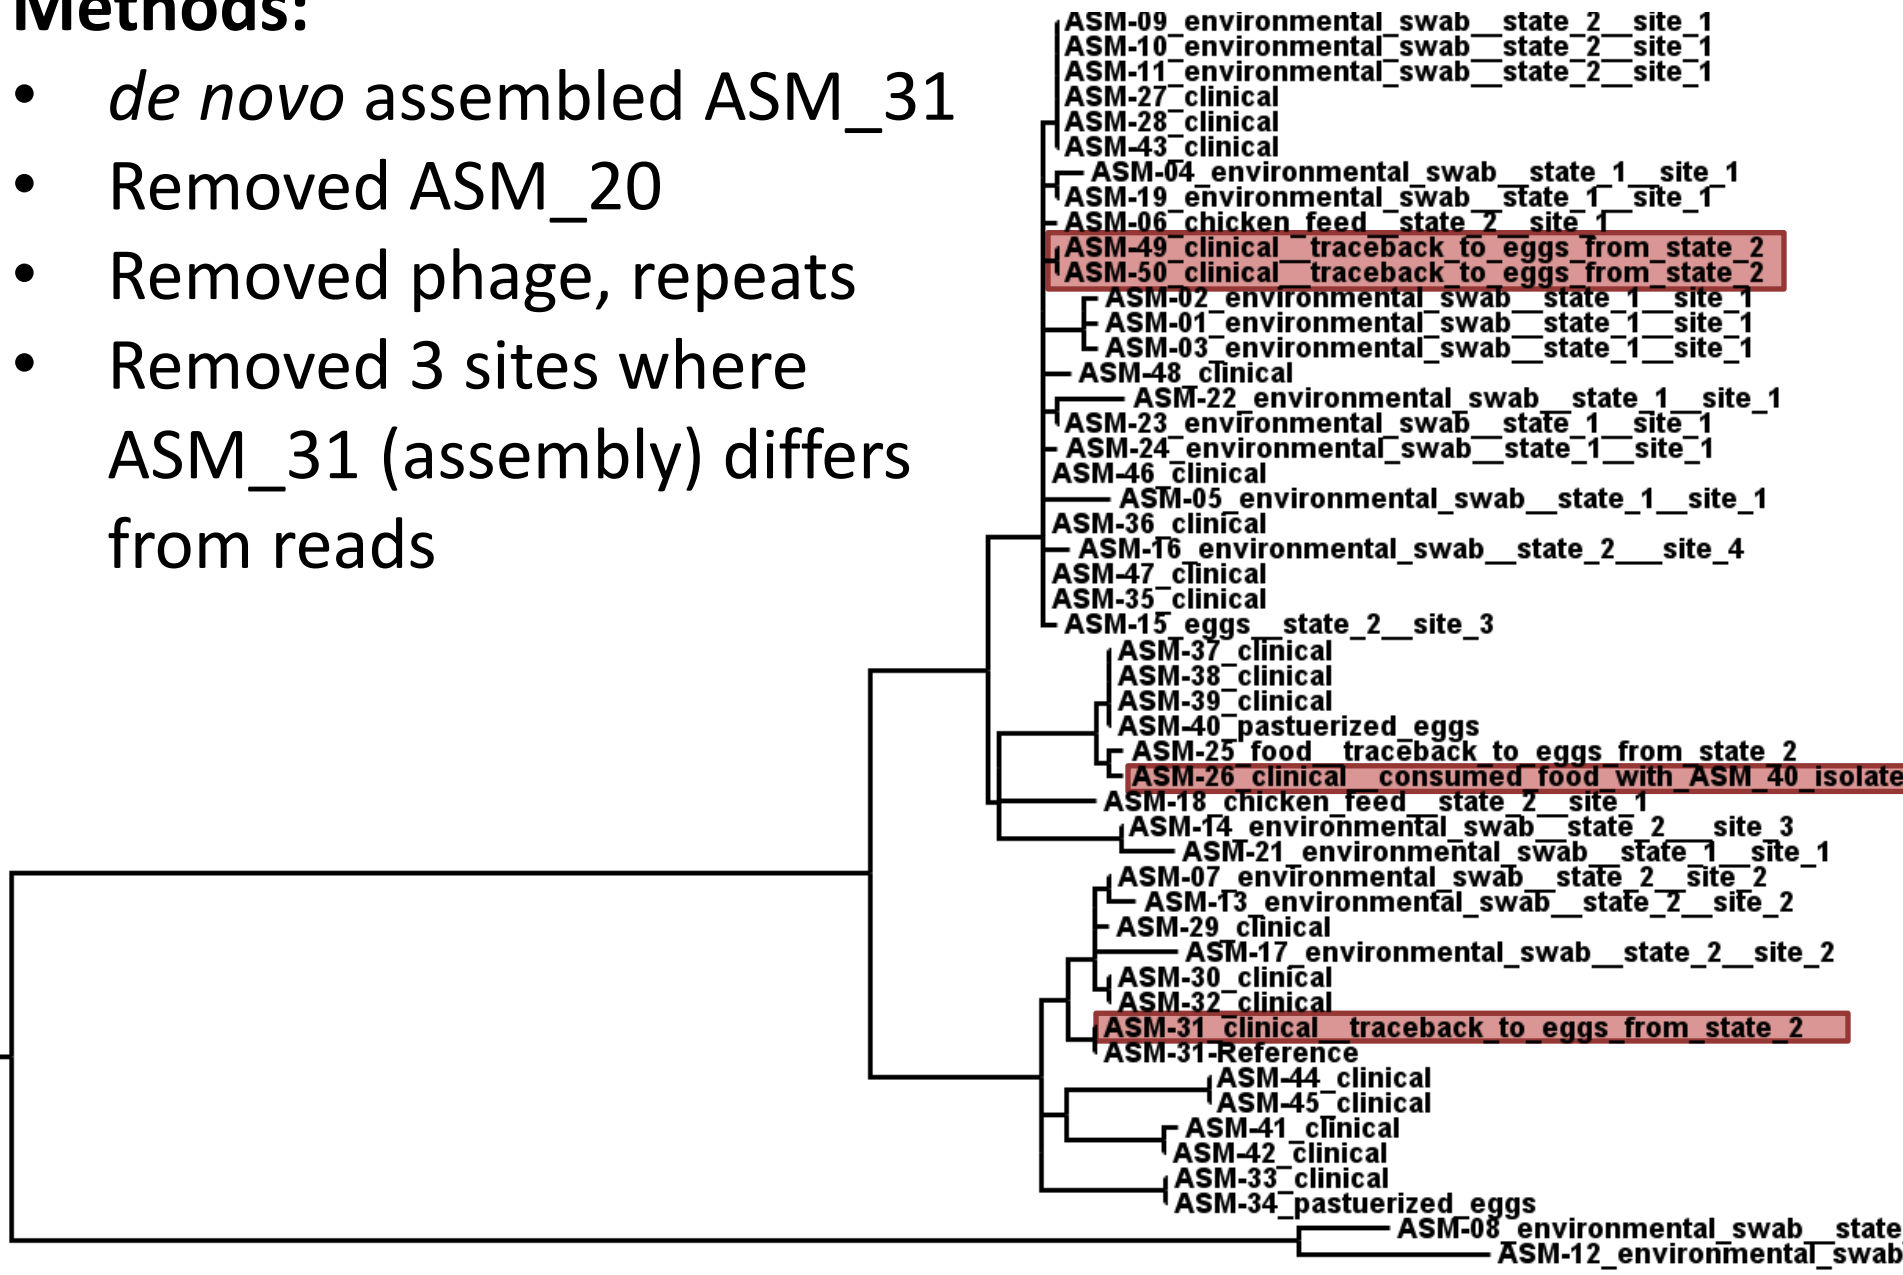 Methods:
• de novo assembled ASM_31
• Removed ASM_20
• Removed phage, repeats
• Removed 3 sites where
ASM_31 (assembly) differs
from reads
ASM-09_environmental_swab__state_2__site_1
ASM-10_environmental_swab__state_2__site_1
ASM-11_environmental_swab__state_2__site_1
ASM-27_clinical
ASM-28_clinical
ASM-43_clinical
ASM-04_environmental_swab__state_1__site_1
ASM-19_environmental_swab__state_1__site_1
ASM-06_chicken_feed__state_2__site_1
ASM-49_clinical__traceback_to_eggs_from_state_2
ASM-50_clinical__traceback_to_eggs_from_state_2
ASM-02_environmental_swab__state_1__site_1
ASM-01_environmental_swab__state_1__site_1
ASM-03_environmental_swab__state_1__site_1
ASM-48_clinical
ASM-22_environmental_swab__state_1__site_1
ASM-23_environmental_swab__state_1__site_1
ASM-24_environmental_swab__state_1__site_1
ASM-46_clinical
ASM-05_environmental_swab__state_1__site_1
ASM-36_clinical
ASM-16_environmental_swab__state_2___site_4
ASM-47_clinical
ASM-35_clinical
ASM-15_eggs__state_2__site_3
ASM-37_clinical
ASM-38_clinical
ASM-39_clinical
ASM-40_pastuerized_eggs
ASM-25_food__traceback_to_eggs_from_state_2
ASM-26_clinical__consumed_food_with_ASM_40_isolate
ASM-18_chicken_feed__state_2__site_1
ASM-14_environmental_swab__state_2___site_3
ASM-21_environmental_swab__state_1__site_1
ASM-07_environmental_swab__state_2__site_2
ASM-13_environmental_swab__state_2__site_2
ASM-29_clinical
ASM-17_environmental_swab__state_2__site_2
ASM-30_clinical
ASM-32_clinical
ASM-31_clinical__traceback_to_eggs_from_state_2
ASM-31-Reference
ASM-44_clinical
ASM-45_clinical
ASM-41_clinical
ASM-42_clinical
ASM-33_clinical
ASM-34_pastuerized_eggs
ASM-08_environmental_swab__state
ASM-12_environmental_swab